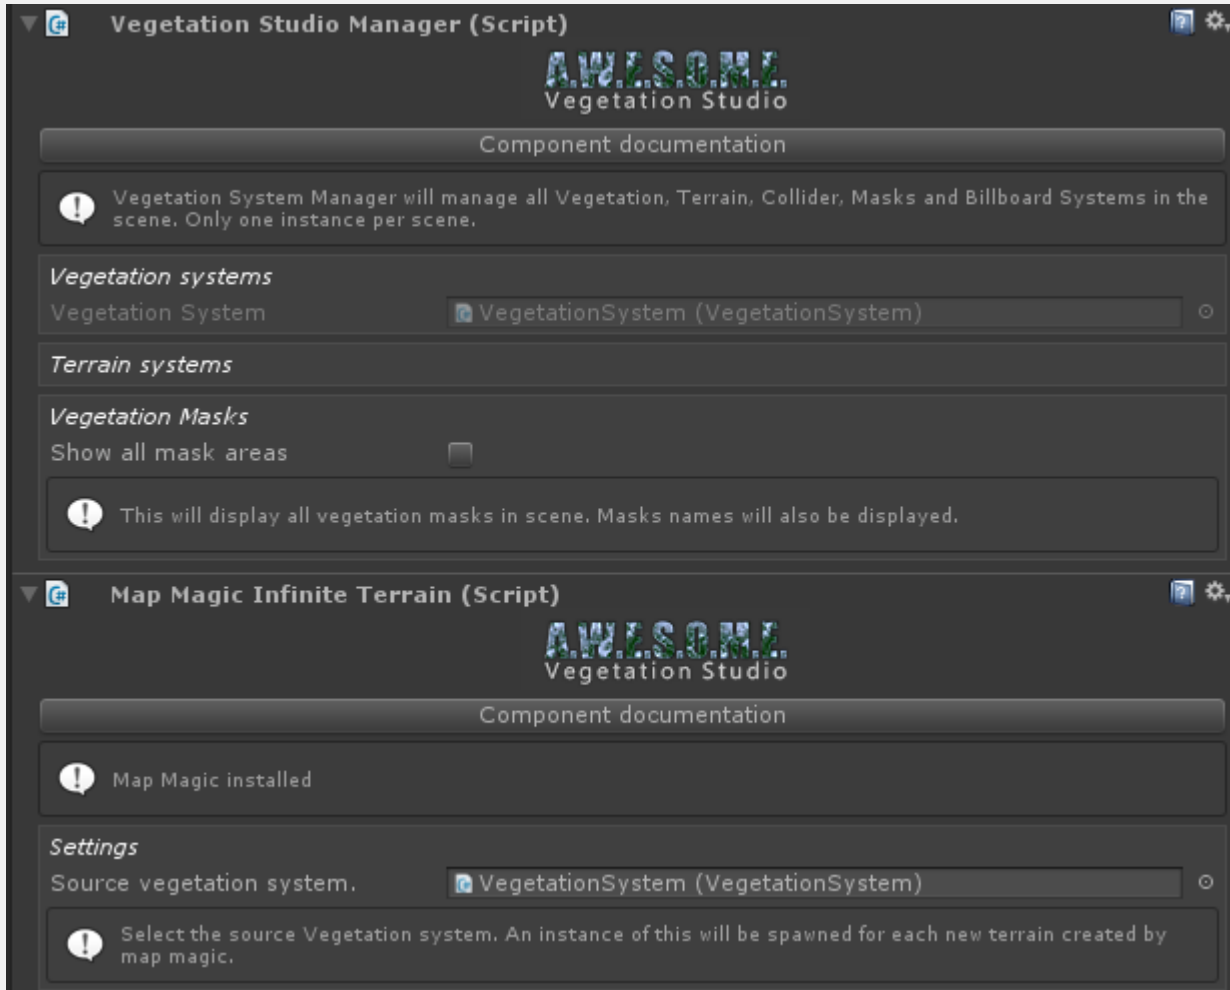 Vegetation Studio Manager (Script)
A.W.E.S.O.M.E.
Vegetation Studio
Component documentation
Vegetation System Manager will manage all Vegetation, Terrain, Collider, Masks and Billboard Systems in the
scene. Only one instance per scene.
Vegetation systems
Vegetation System VegetationSystem (VegetationSystem)
Terrain systems
Vegetation Masks
Show all mask areas
This will display all vegetation masks in scene. Masks names will also be displayed.
Map Magic Infinite Terrain (Script)
A.W.E.S.O.M.E.
Vegetation Studio
Component documentation
Map Magic installed
Settings
Source vegetation system. VegetationSystem (VegetationSystem)
Select the source Vegetation system. An instance of this will be spawned for each new terrain created by
map magic.